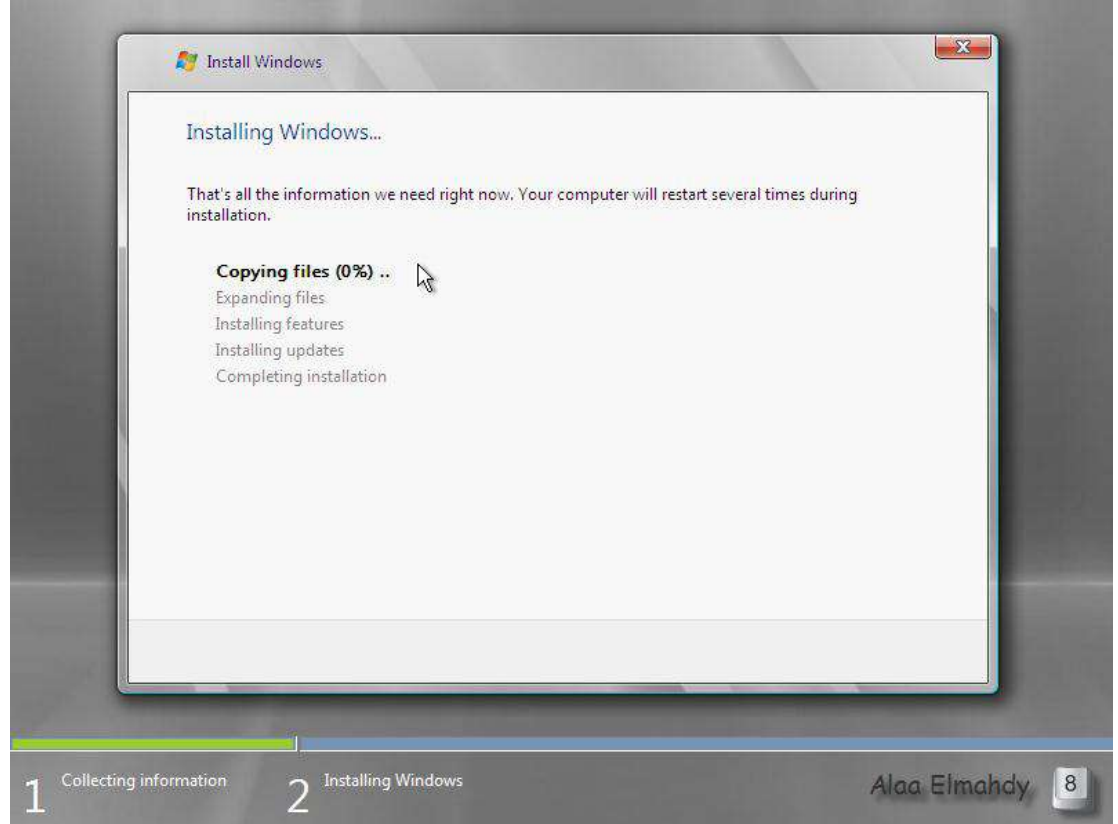 Install Windows
Installing Windows...
That's all the information we need right now. Your computer will restart several times during
installation.
Copying files (0%) ..
Expanding files
Installing features
Installing updates
Completing installation
1 Collecting information 2 Installing Windows
Alaa Elmahdy 8